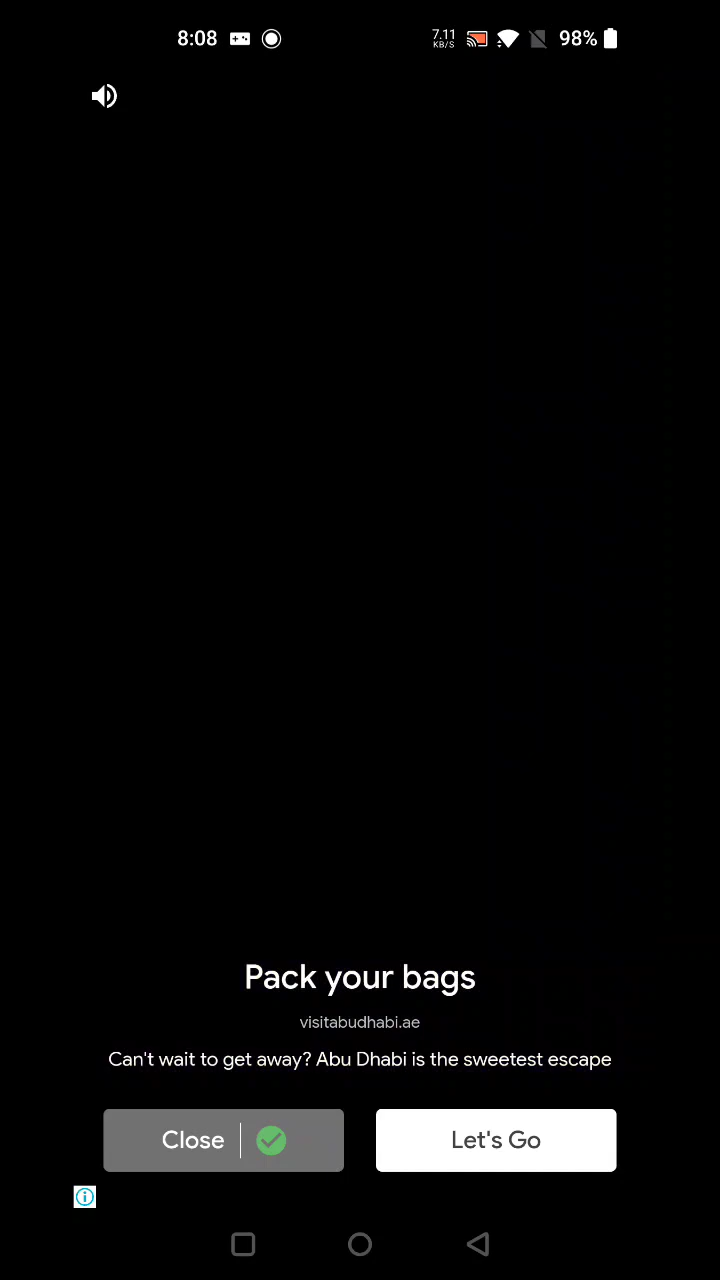 8:08
7.11
KB/S
98%
Pack your bags
visitabudhabi.ae
Can't wait to get away? Abu Dhabi is the sweetest escape
Close
Let's Go